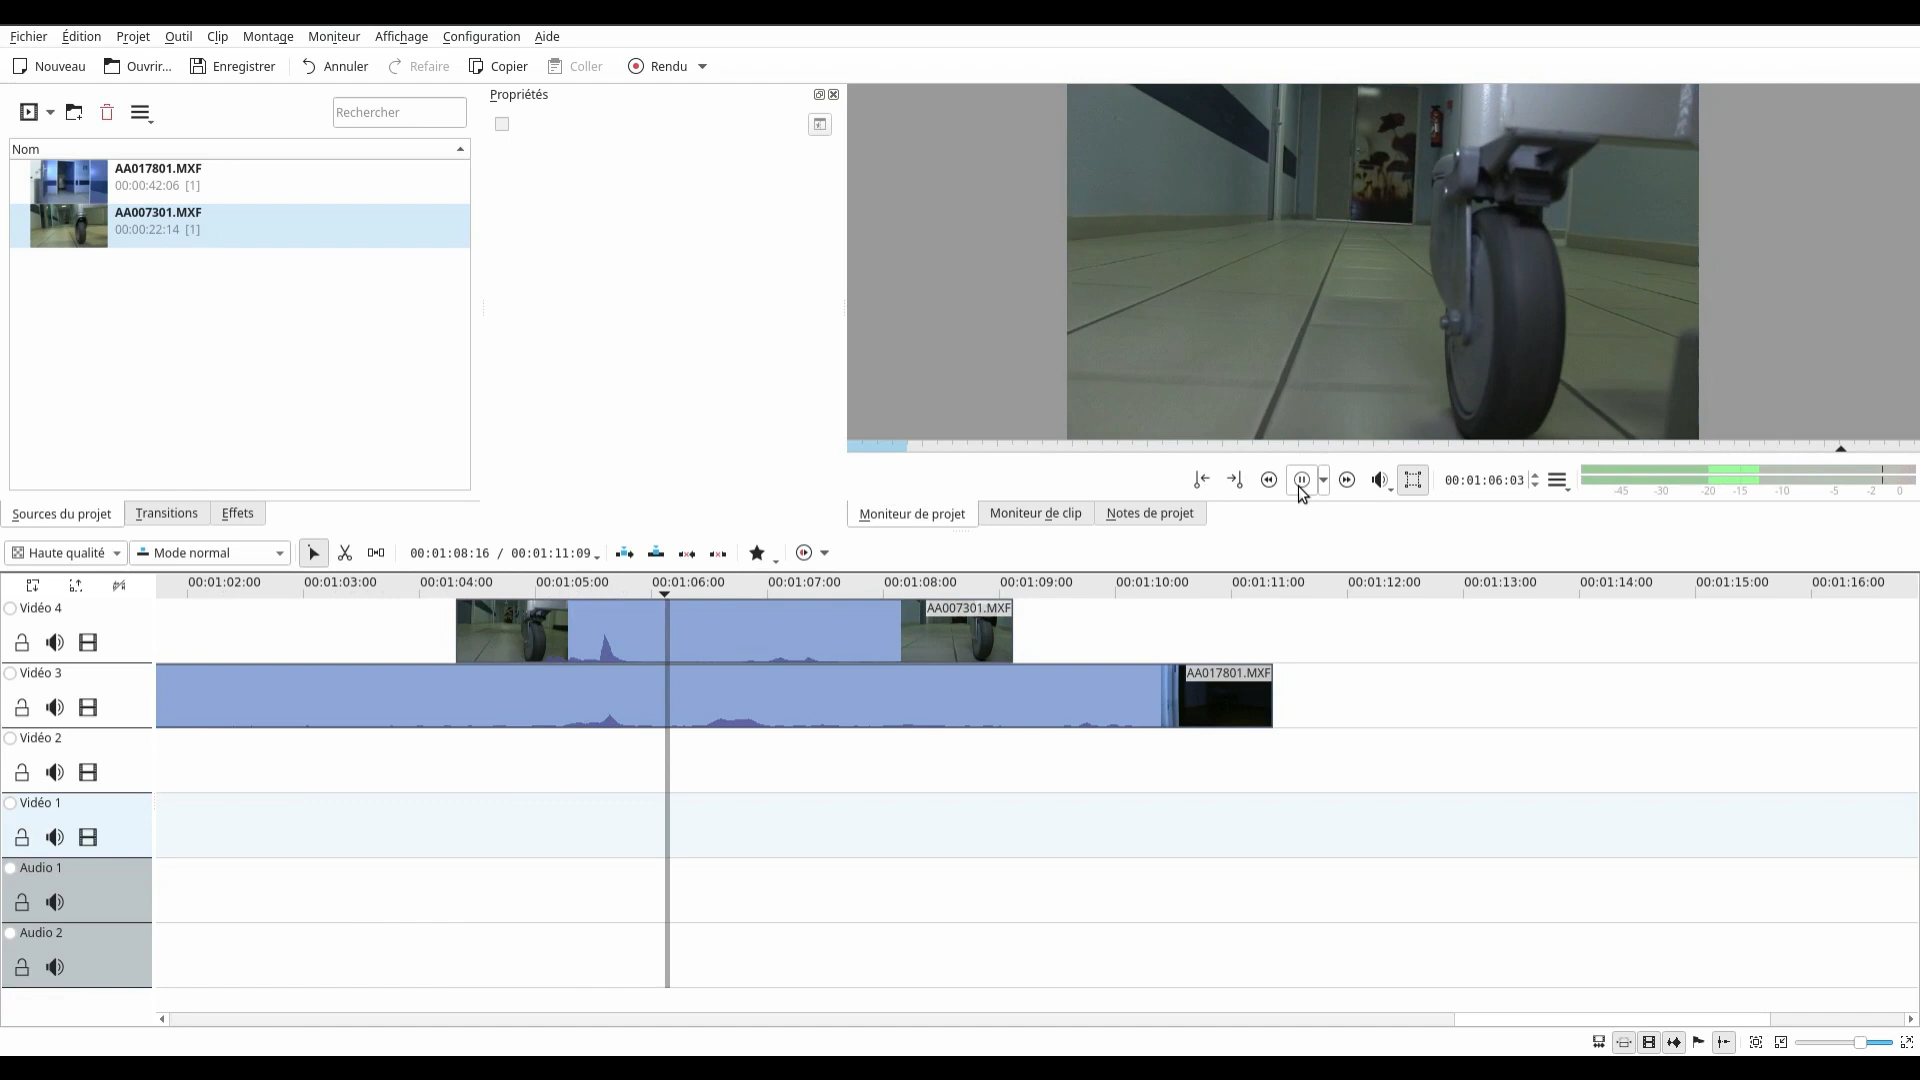 Fichier Édition Projet Outil Clip Montage Moniteur Affichage Configuration Aide
Nouveau Ouvrir... Enregistrer Annuler Refaire Copier Coller Rendu
Rechercher
Nom
AA017801.MXF
00:00:42:06 [1]
AA007301.MXF
00:00:22:14 [1]
Propriétés
00:01:06:03
-45 -30 -20 -15 -10 -5 -2 0
Sources du projet Transitions Effets
Moniteur de projet Moniteur de clip Notes de projet
Haute qualité Mode normal 00:01:08:16 / 00:01:11:09
00:01:02:00 00:01:03:00 00:01:04:00 00:01:05:00 00:01:06:00 00:01:07:00 00:01:08:00 00:01:09:00 00:01:10:00 00:01:11:00 00:01:12:00 00:01:13:00 00:01:14:00 00:01:15:00 00:01:16:00
Vidéo 4
AA007301.MXF
Vidéo 3
AA017801.MXF
Vidéo 2
Vidéo 1
Audio 1
Audio 2